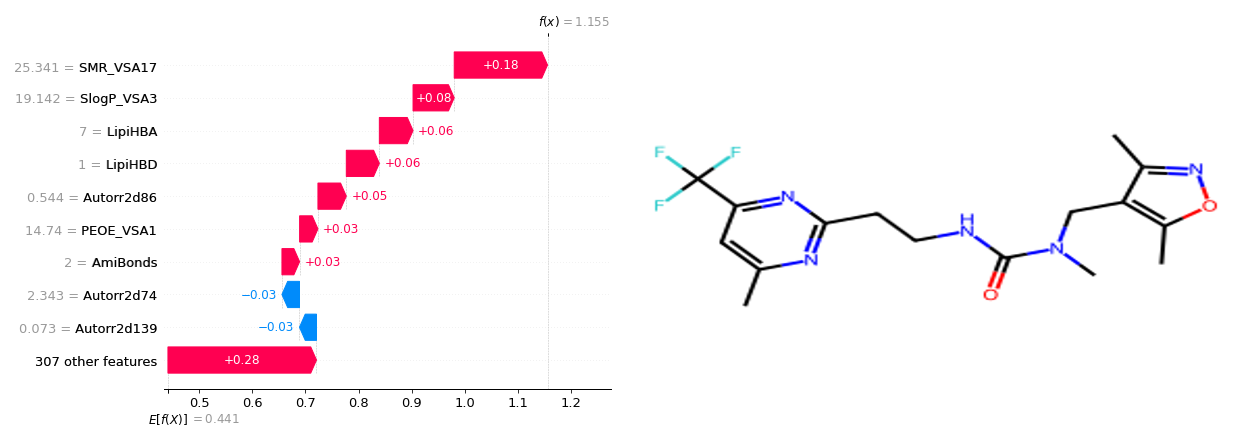 f(x) = 1.155
25.341 = SMR_VSA17
+0.18
19.142 = SlogP_VSA3
+0.08
7 = LipiHBA
+0.06
1 = LipiHBD
+0.06
0.544 = Autorr2d86
+0.05
14.74 = PEOE_VSA1
+0.03
2 = AmiBonds
+0.03
2.343 = Autorr2d74
−0.03
0.073 = Autorr2d139
−0.03
307 other features
+0.28
0.5 0.6 0.7 0.8 0.9 1.0 1.1 1.2
E[f(X)] = 0.441
F F
F
N
N
H
N
O
N
N
O